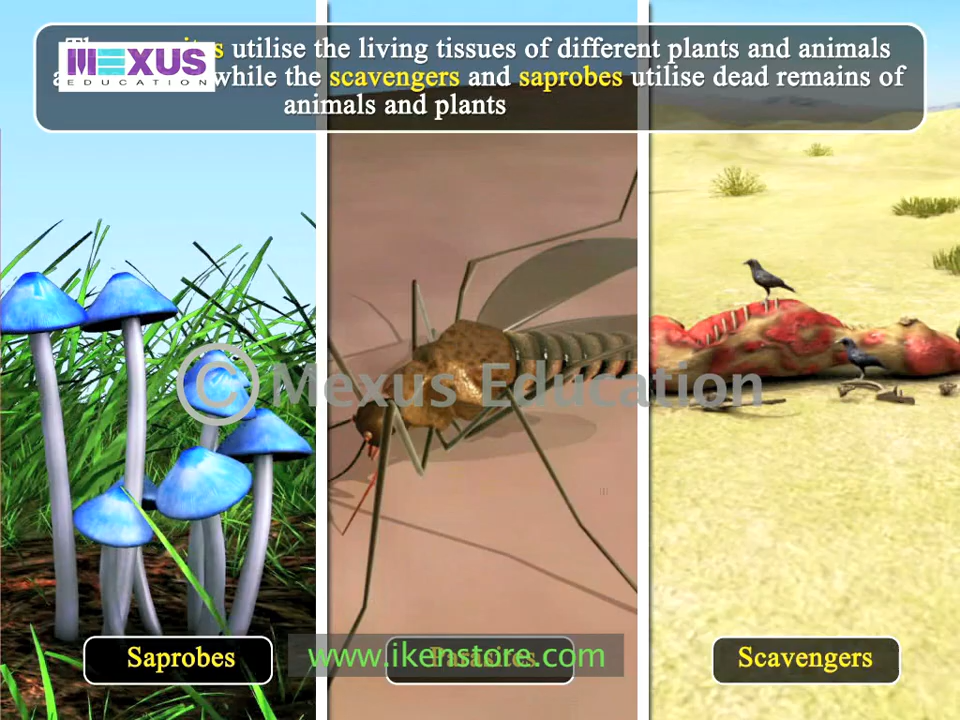 utilise the living tissues of different plants and animals
while the scavengers and saprobes utilise dead remains of
animals and plants
MEXUS
EDUCATION
© Mexus Education
Saprobes
Parasites
www.ikenstore.com
Scavengers